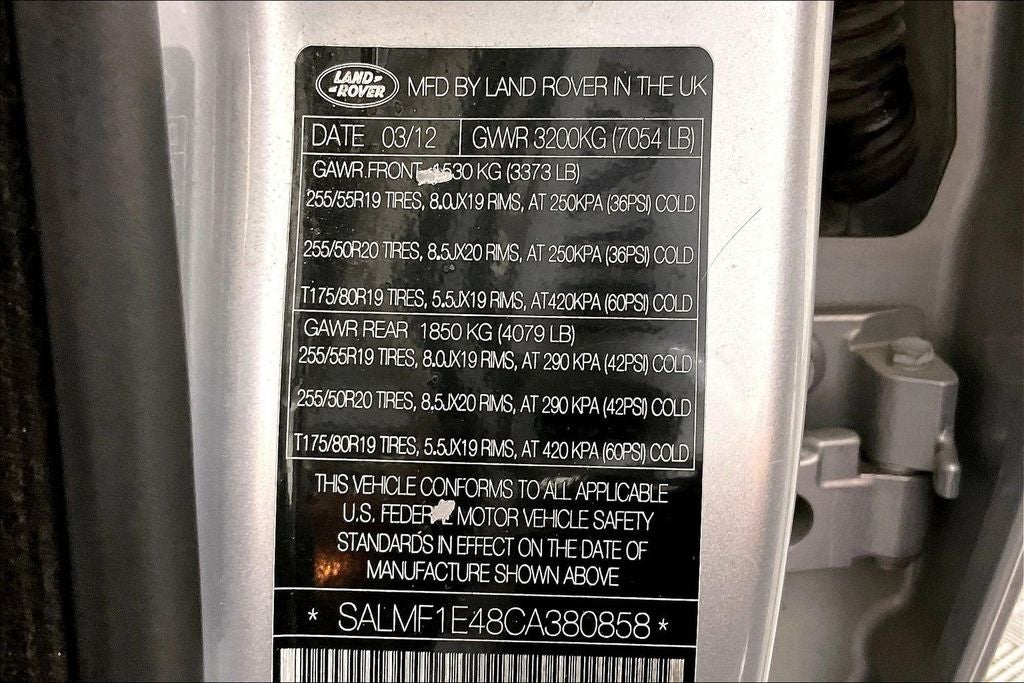 LAND-
-ROVER
MFD BY LAND ROVER IN THE UK
DATE 03/12 GVWR 3200KG (7054 LB)
GAWR FRONT 1530 KG (3373 LB)
255/55R19 TIRES, 8.0JX19 RIMS, AT 250KPA (36PSI) COLD
255/50R20 TIRES, 8.5JX20 RIMS, AT 250KPA (36PSI) COLD
T175/80R19 TIRES, 5.5JX19 RIMS, AT420KPA (60PSI) COLD
GAWR REAR 1850 KG (4079 LB)
255/55R19 TIRES, 8.0JX19 RIMS, AT 290 KPA (42PSI) COLD
255/50R20 TIRES, 8.5JX20 RIMS, AT 290 KPA (42PSI) COLD
T175/80R19 TIRES, 5.5JX19 RIMS, AT 420 KPA (60PSI) COLD
THIS VEHICLE CONFORMS TO ALL APPLICABLE
U.S. FEDERAL MOTOR VEHICLE SAFETY
STANDARDS IN EFFECT ON THE DATE OF
MANUFACTURE SHOWN ABOVE
* SALMF1E48CA380858 *